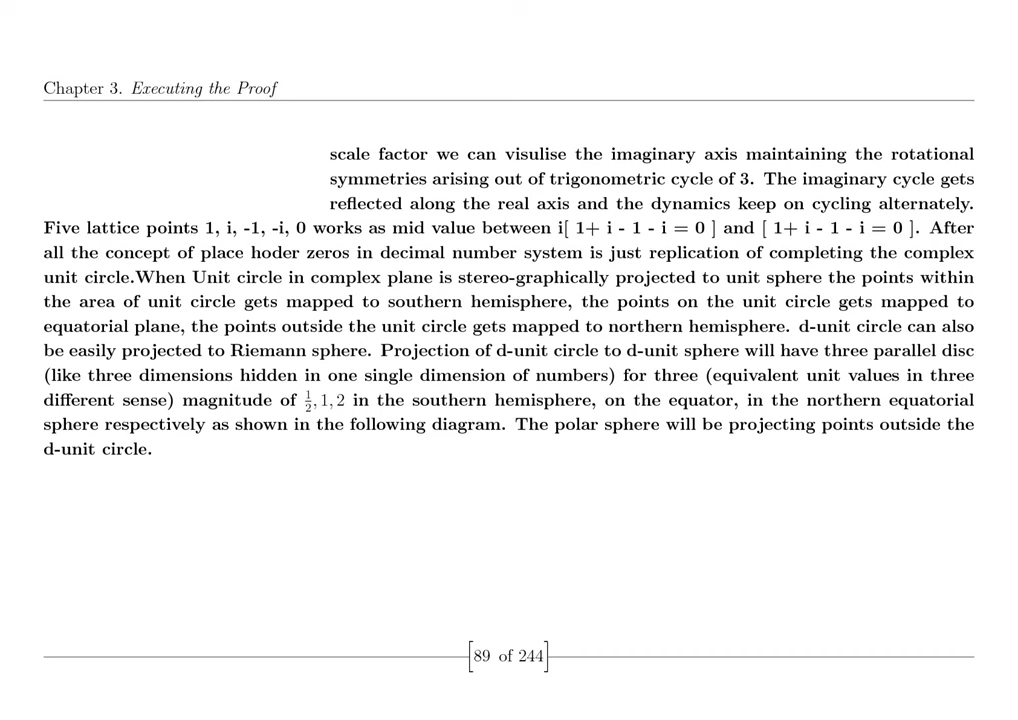 Chapter 3. Executing the Proof
scale factor we can visulise the imaginary axis maintaining the rotational
symmetries arising out of trigonometric cycle of 3. The imaginary cycle gets
reflected along the real axis and the dynamics keep on cycling alternately.
Five lattice points 1, i, -1, -i, 0 works as mid value between i[ 1+ i - 1 - i = 0 ] and [ 1+ i - 1 - i = 0 ]. After
all the concept of place hoder zeros in decimal number system is just replication of completing the complex
unit circle.When Unit circle in complex plane is stereo-graphically projected to unit sphere the points within
the area of unit circle gets mapped to southern hemisphere, the points on the unit circle gets mapped to
equatorial plane, the points outside the unit circle gets mapped to northern hemisphere. d-unit circle can also
be easily projected to Riemann sphere. Projection of d-unit circle to d-unit sphere will have three parallel disc
(like three dimensions hidden in one single dimension of numbers) for three (equivalent unit values in three
different sense) magnitude of 1/2, 1, 2 in the southern hemisphere, on the equator, in the northern equatorial
sphere respectively as shown in the following diagram. The polar sphere will be projecting points outside the
d-unit circle.
[89 of 244]